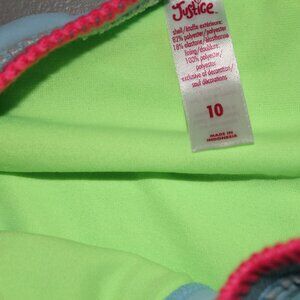 Justice
shell/étoffe extérieure:
82% polyester/polyester
18% elastane/élasthanne
lining/doublure:
100% polyester/
polyester
exclusive of decoration/
sauf décorations
10
MADE IN
INDONESIA